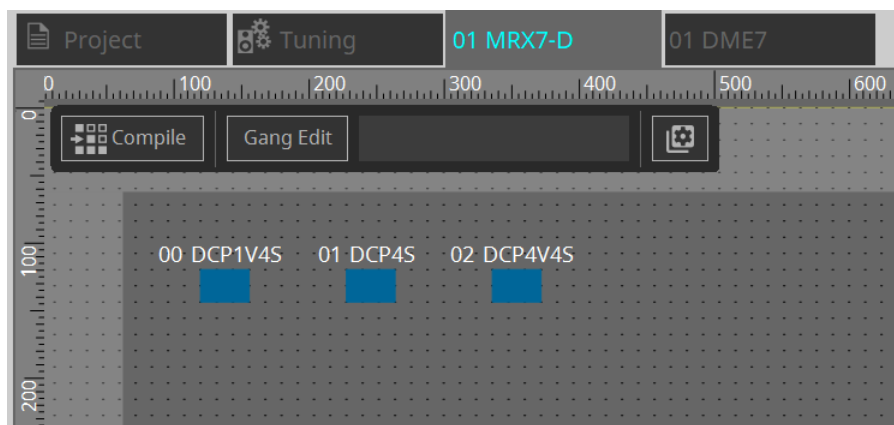 Project Tuning 01 MRX7-D 01 DME7
0 100 200 300 400 500 600
0
Compile Gang Edit
100
00 DCP1V4S 01 DCP4S 02 DCP4V4S
200